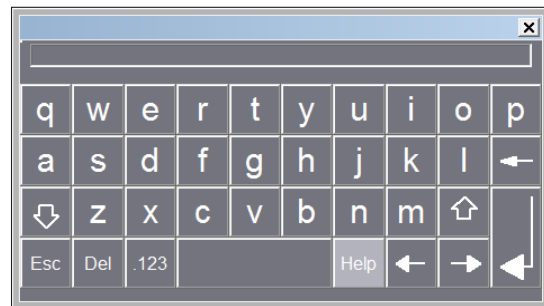 q w e r t y u i o p
a s d f g h j k l
z x c v b n m
Esc Del .123 Help